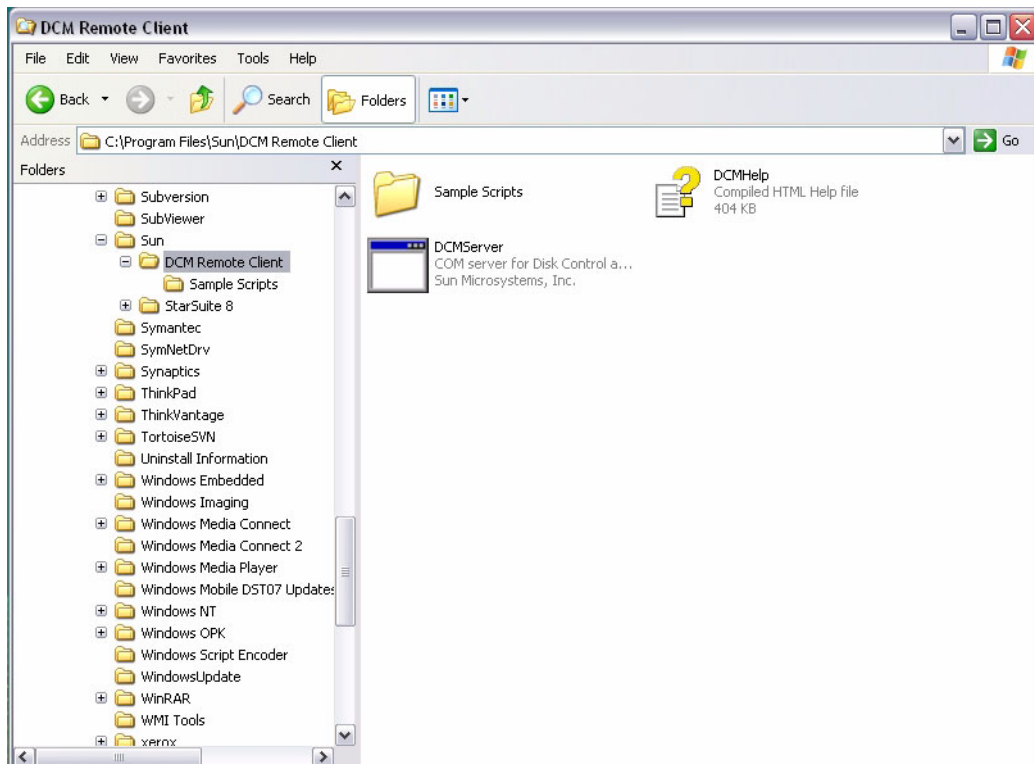 DCM Remote Client
File Edit View Favorites Tools Help
Back Search Folders
Address C:\Program Files\Sun\DCM Remote Client Go
Folders x
Subversion
SubViewer
Sun
DCM Remote Client
Sample Scripts
StarSuite 8
Symantec
SymNetDrv
Synaptics
ThinkPad
ThinkVantage
TortoiseSVN
Uninstall Information
Windows Embedded
Windows Imaging
Windows Media Connect
Windows Media Connect 2
Windows Media Player
Windows Mobile DST07 Updates
Windows NT
Windows OPK
Windows Script Encoder
WindowsUpdate
WinRAR
WMI Tools
xerox
Sample Scripts
DCMHelp
Compiled HTML Help file
404 KB
DCMServer
COM server for Disk Control a...
Sun Microsystems, Inc.